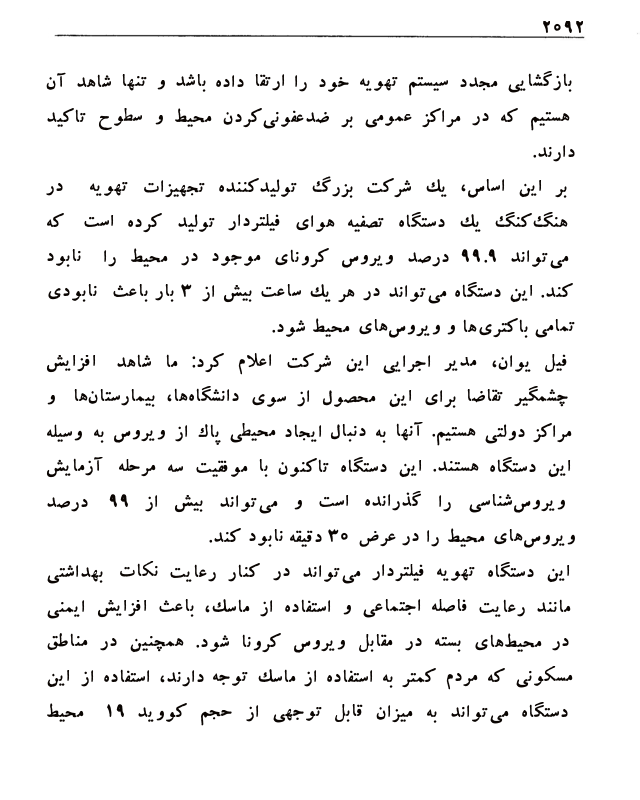 ۲۵۹۲
بازگشایی مجدد سیستم تهویه خود را ارتقا داده باشد و تنها شاهد آن
هستیم که در مراکز عمومی بر ضدعفونی‌کردن محیط و سطوح تاکید
دارند.
بر این اساس، یك شرکت بزرگ تولیدکننده تجهیزات تهویه در
هنگ‌کنگ یك دستگاه تصفیه هوای فیلتردار تولید کرده است که
می‌تواند ۹۹.۹ درصد ویروس کرونای موجود در محیط را نابود
کند. این دستگاه می‌تواند در هر یك ساعت بیش از ۳ بار باعث نابودی
تمامی باکتری‌ها و ویروس‌های محیط شود.
فیل یوان، مدیر اجرایی این شرکت اعلام کرد: ما شاهد افزایش
چشمگیر تقاضا برای این محصول از سوی دانشگاه‌ها، بیمارستان‌ها و
مراکز دولتی هستیم. آنها به دنبال ایجاد محیطی پاك از ویروس به وسیله
این دستگاه هستند. این دستگاه تاکنون با موفقیت سه مرحله آزمایش
ویروس‌شناسی را گذرانده است و می‌تواند بیش از ۹۹ درصد
ویروس‌های محیط را در عرض ۳۰ دقیقه نابود کند.
این دستگاه تهویه فیلتردار می‌تواند در کنار رعایت نکات بهداشتی
مانند رعایت فاصله اجتماعی و استفاده از ماسك، باعث افزایش ایمنی
در محیط‌های بسته در مقابل ویروس کرونا شود. همچنین در مناطق
مسکونی که مردم کمتر به استفاده از ماسك توجه دارند، استفاده از این
دستگاه می‌تواند به میزان قابل توجهی از حجم کووید ۱۹ محیط